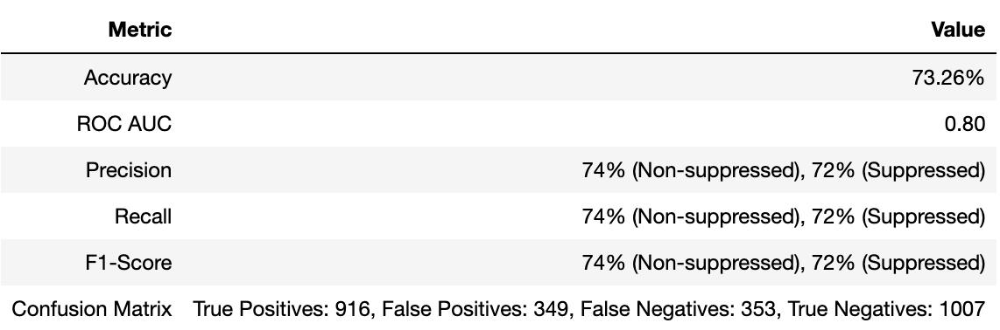 Metric Value
Accuracy 73.26%
ROC AUC 0.80
Precision 74% (Non-suppressed), 72% (Suppressed)
Recall 74% (Non-suppressed), 72% (Suppressed)
F1-Score 74% (Non-suppressed), 72% (Suppressed)
Confusion Matrix True Positives: 916, False Positives: 349, False Negatives: 353, True Negatives: 1007